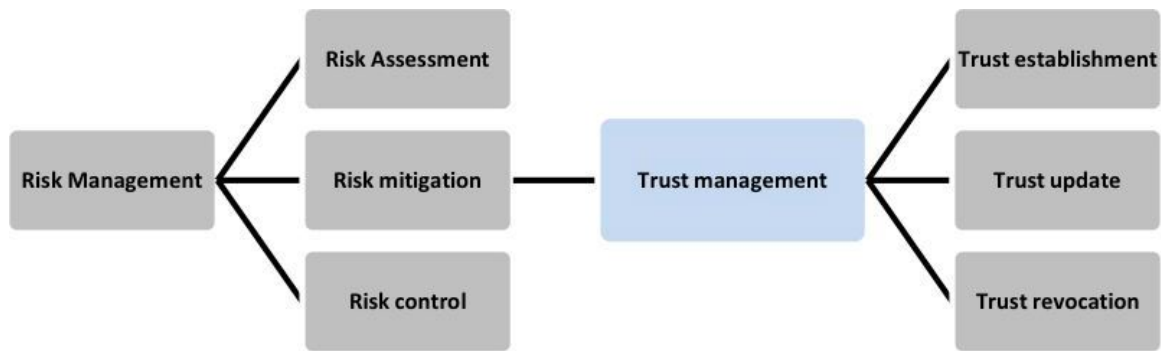 Risk Management
Risk Assessment
Risk mitigation
Risk control
Trust management
Trust establishment
Trust update
Trust revocation